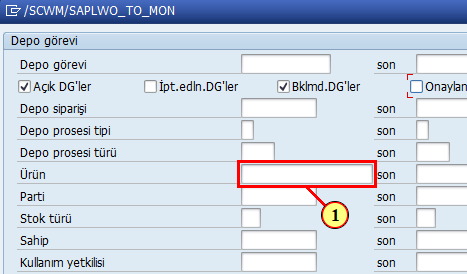 /SCWM/SAPLWO_TO_MON
Depo görevi
Depo görevi son
Açık DG'ler İpt.edln.DG'ler Bklmd.DG'ler Onaylan
Depo siparişi son
Depo prosesi tipi son
Depo prosesi türü son
Ürün son
Parti 1 son
Stok türü son
Sahip son
Kullanım yetkilisi son